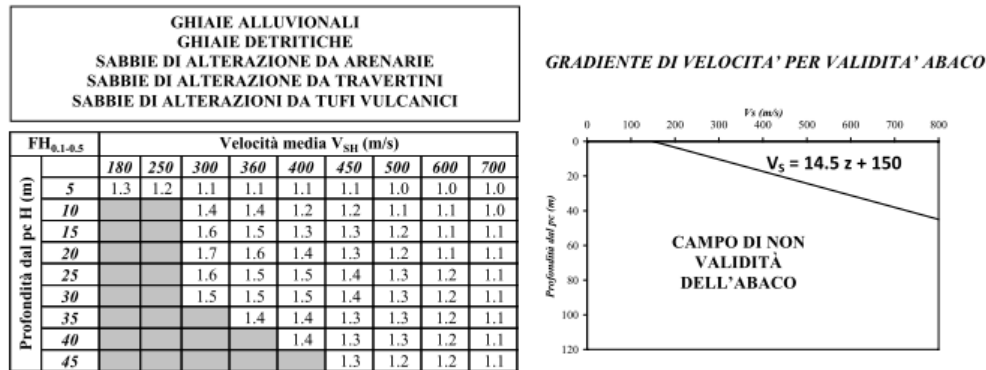 GHIAIE ALLUVIONALI
GHIAIE DETRITICHE
SABBIE DI ALTERAZIONE DA ARENARIE
SABBIE DI ALTERAZIONE DA TRAVERTINI
SABBIE DI ALTERAZIONI DA TUFI VULCANICI
FH0.1-0.5 Velocità media VSH (m/s)
180 250 300 360 400 450 500 600 700
Profondità dal pc H (m)
5 1.3 1.2 1.1 1.1 1.1 1.1 1.0 1.0 1.0
10 1.4 1.4 1.2 1.2 1.1 1.1 1.0
15 1.6 1.5 1.3 1.3 1.2 1.1 1.1
20 1.7 1.6 1.4 1.3 1.2 1.1 1.1
25 1.6 1.5 1.5 1.4 1.3 1.2 1.1
30 1.5 1.5 1.5 1.4 1.3 1.2 1.1
35 1.4 1.4 1.3 1.3 1.2 1.1
40 1.4 1.3 1.3 1.2 1.1
45 1.3 1.2 1.2 1.1
GRADIENTE DI VELOCITA' PER VALIDITA' ABACO
Vs (m/s)
0 100 200 300 400 500 600 700 800
Profondità dal pc (m)
0
20
40
60
80
100
120
VS = 14.5 z + 150
CAMPO DI NON
VALIDITÀ
DELL'ABACO